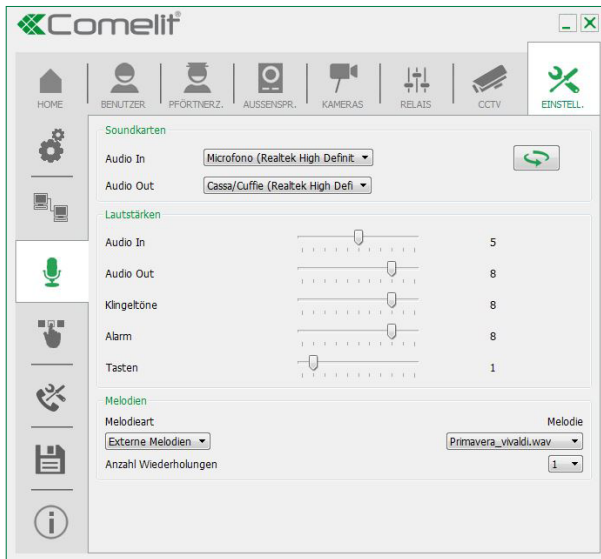 Comelit®
HOME BENUTZER PFÖRTNERZ. AUSSENSPR. KAMERAS RELAIS CCTV EINSTELL.
Soundkarten
Audio In Microfono (Realtek High Definit
Audio Out Cassa/Cuffie (Realtek High Defi
Lautstärken
Audio In 5
Audio Out 8
Klingeltöne 8
Alarm 8
Tasten 1
Melodien
Melodieart Melodie
Externe Melodien Primavera_vivaldi.wav
Anzahl Wiederholungen 1